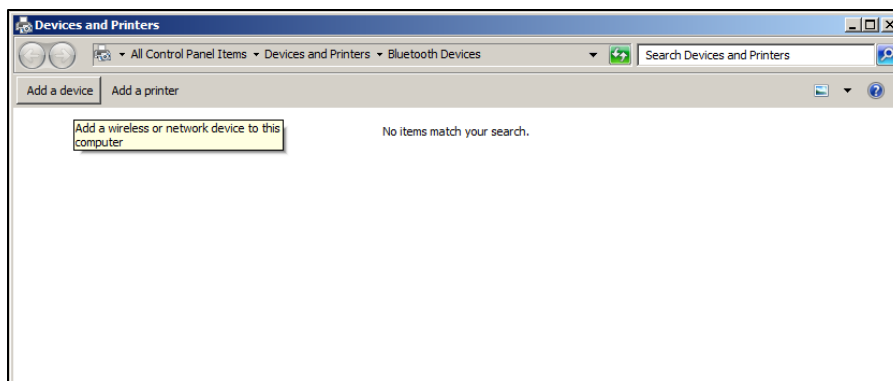 Devices and Printers
All Control Panel Items Devices and Printers Bluetooth Devices Search Devices and Printers
Add a device Add a printer
Add a wireless or network device to this
computer
No items match your search.